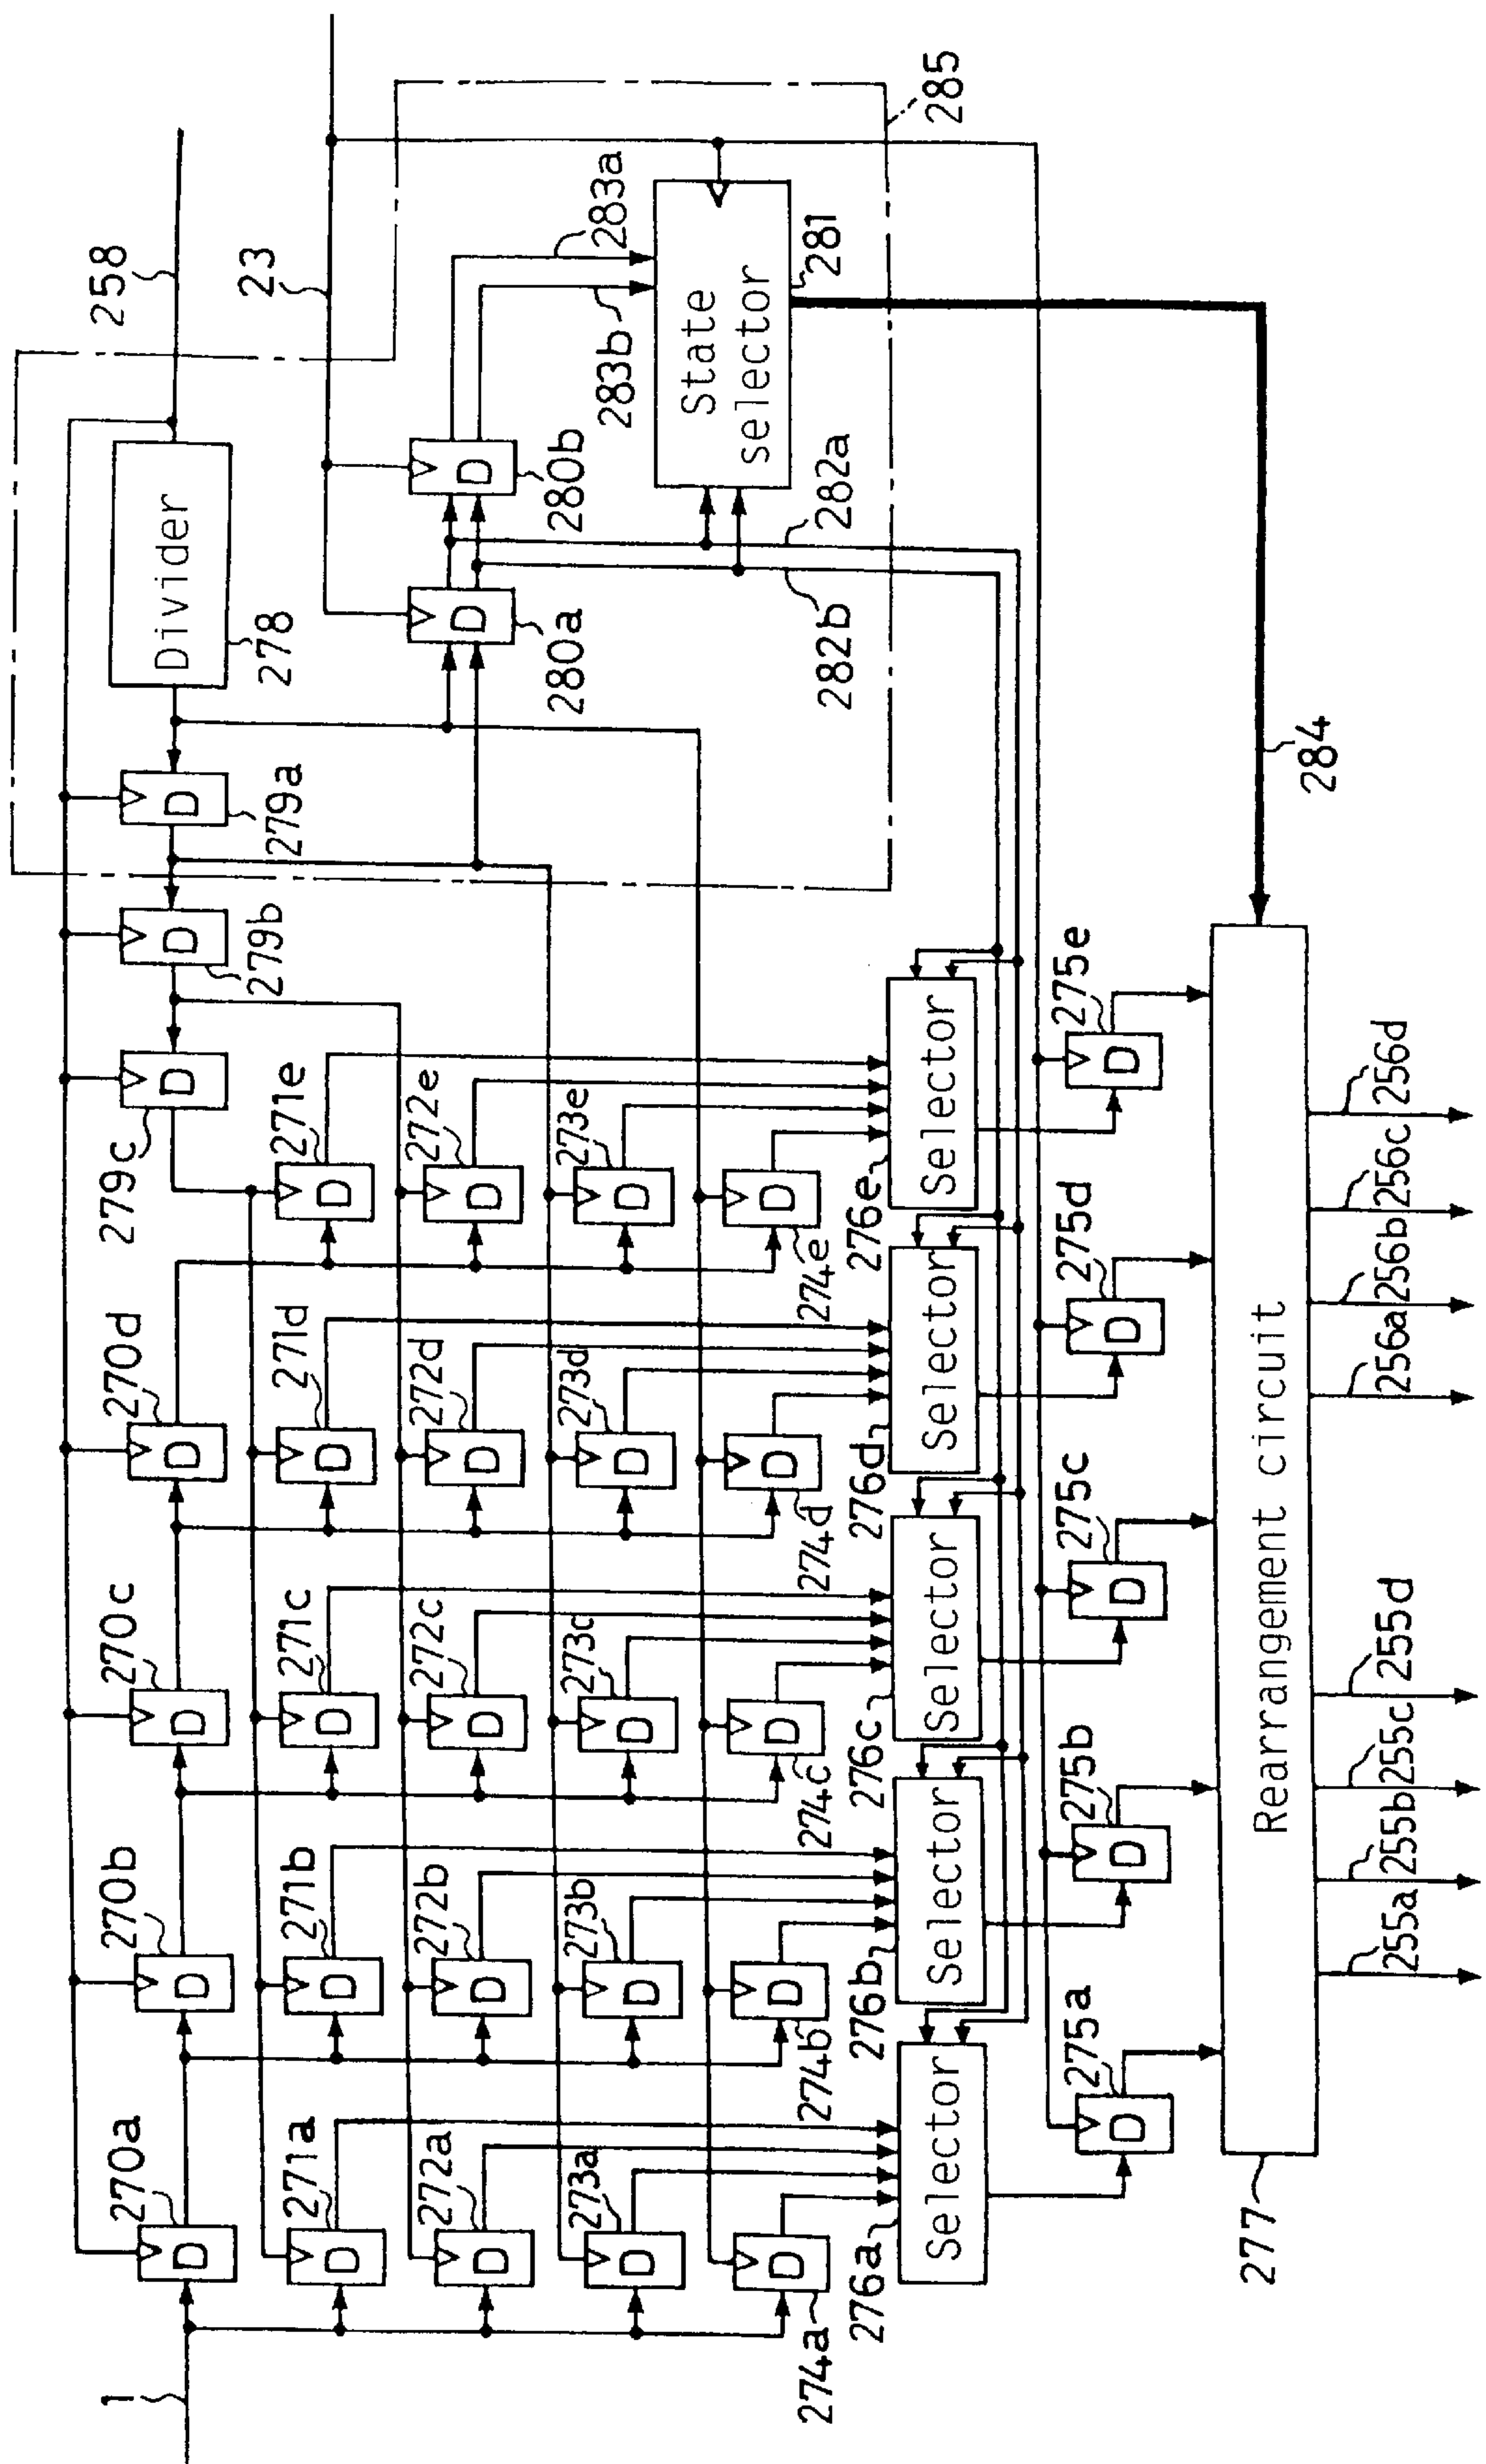 1
270a
270b
270c
270d
279c
279b
279a
Divider
278
258
D
D
D
D
D
D
D
271a
271b
271c
271d
271e
23
D
D
D
D
D
272a
272b
272c
272d
272e
D
D
D
D
D
280a
D
280b
D
273a
273b
273c
273d
273e
283b
283a
D
D
D
D
D
State
selector
281
274a
274b
274c
274d
274e
D
D
D
D
D
282b
282a
285
276a
276b
276c
276d
276e
Selector
Selector
Selector
Selector
Selector
275a
275b
275c
275d
275e
D
D
D
D
D
277
Rearrangement circuit
284
255a
255b
255c
255d
256a
256b
256c
256d